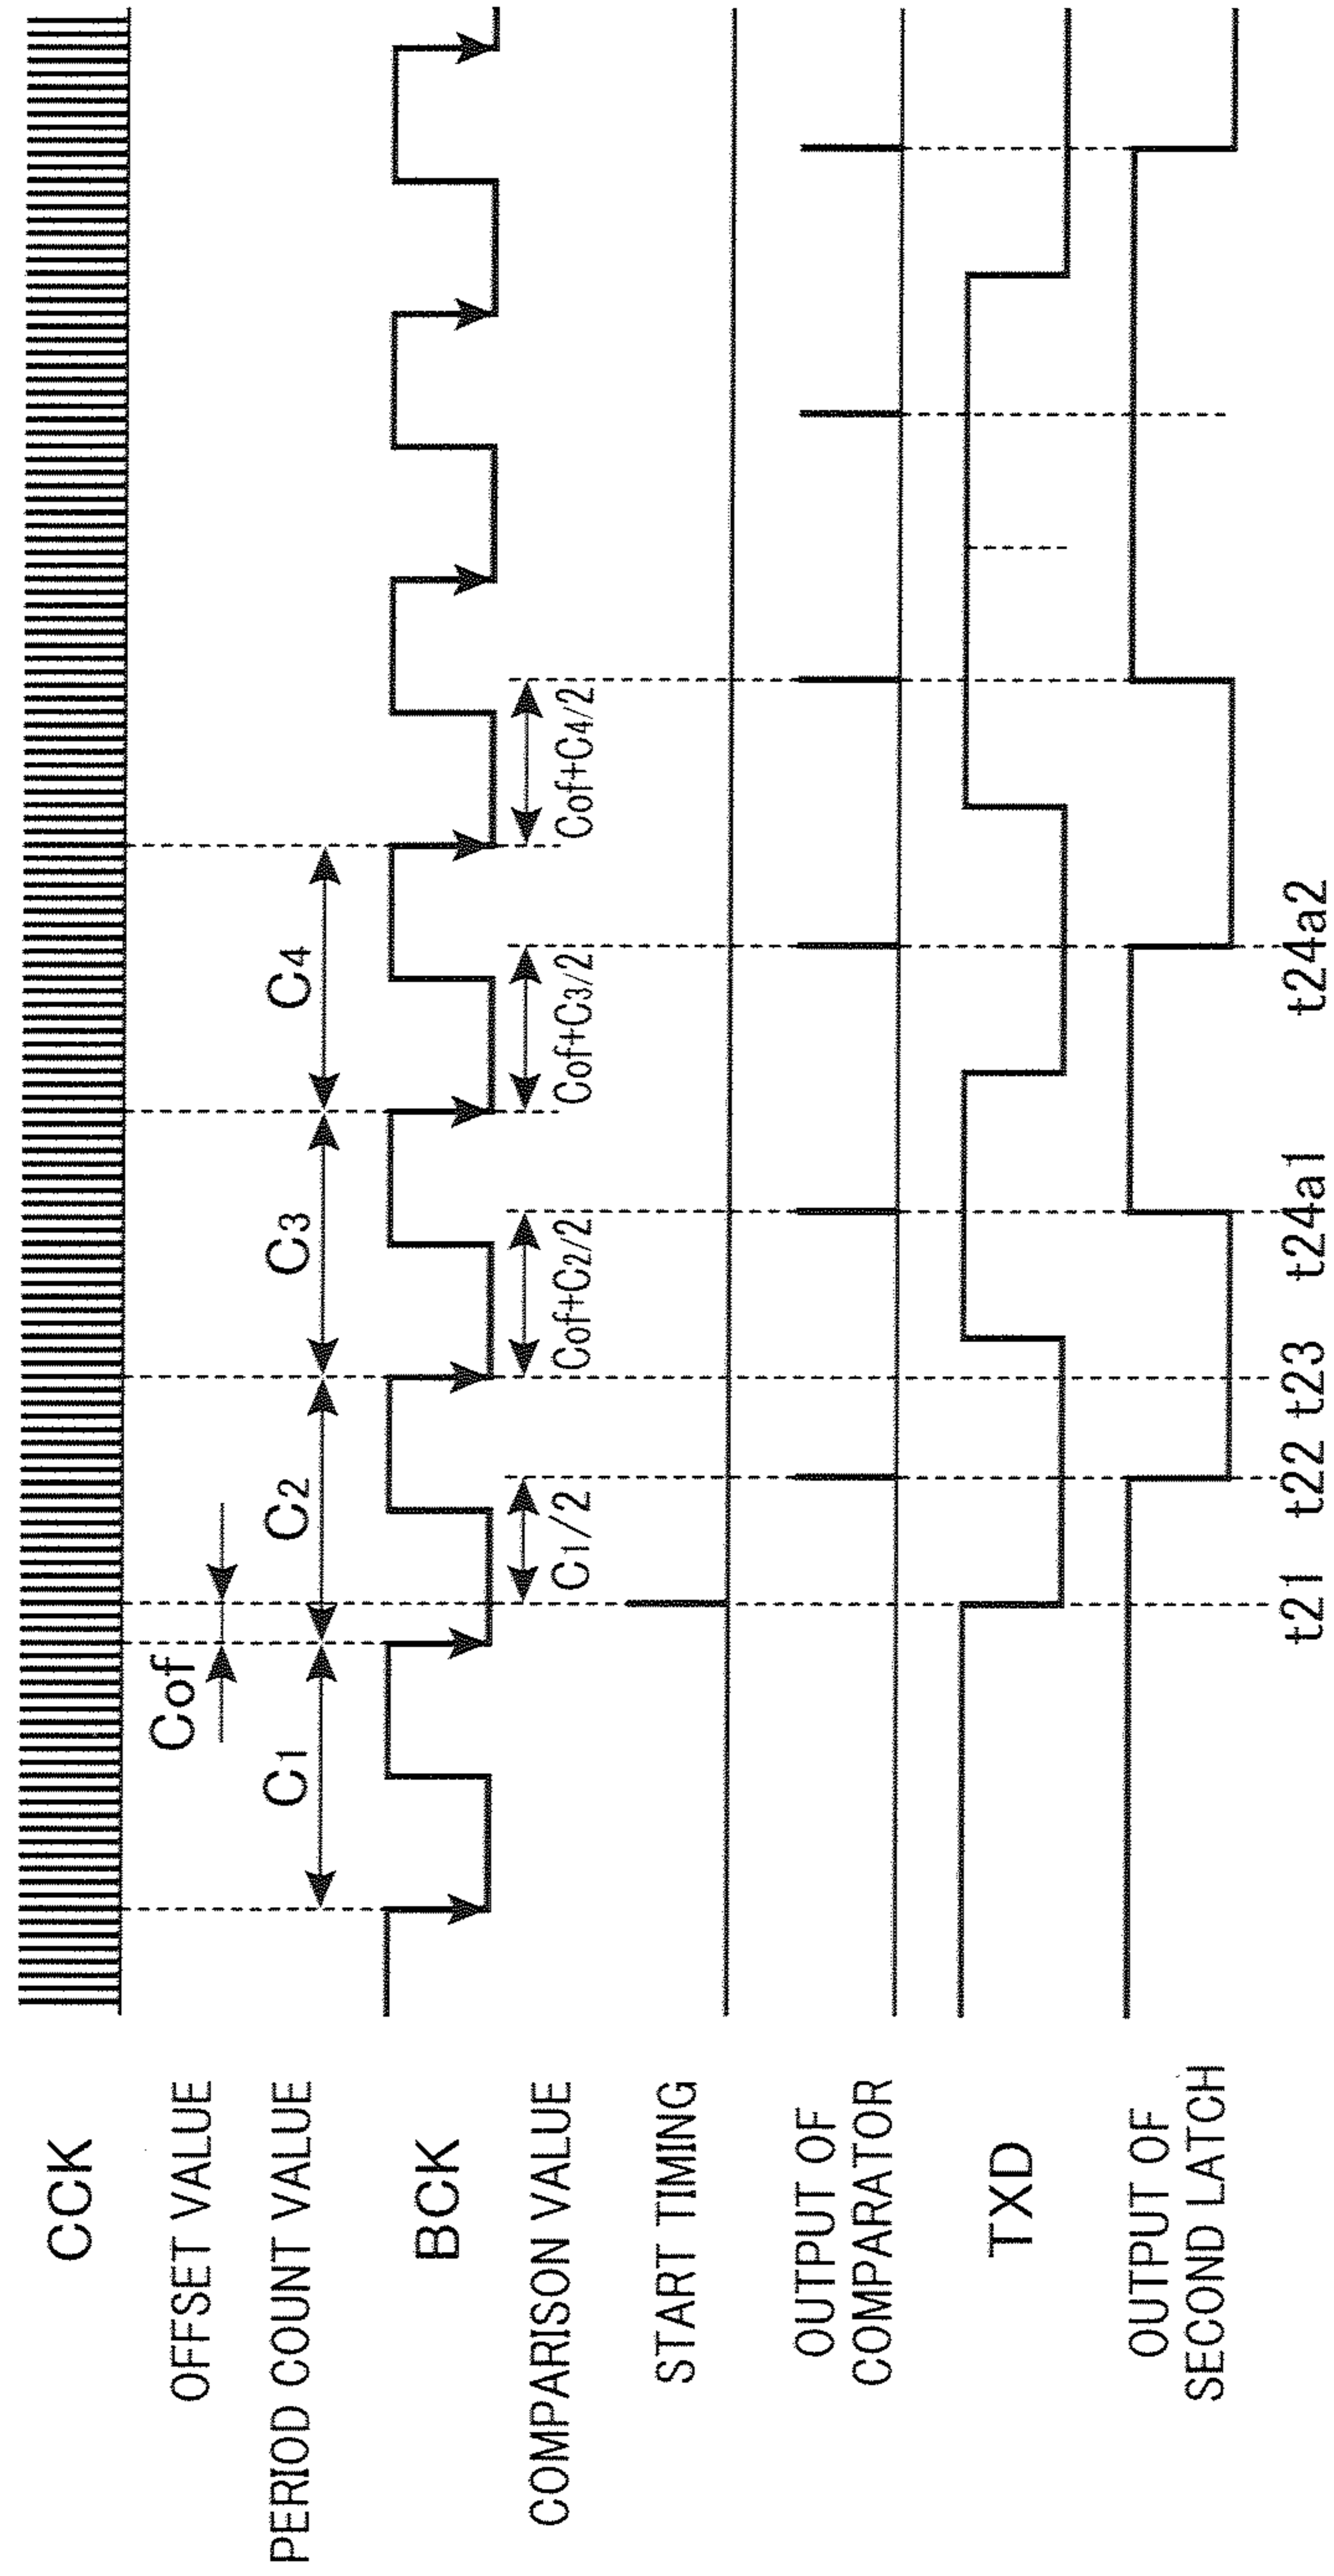 CCK
OFFSET VALUE
Cof
PERIOD COUNT VALUE
C1
C2
C3
C4
BCK
COMPARISON VALUE
C1/2
Cof+C2/2
Cof+C3/2
Cof+C4/2
START TIMING
OUTPUT OF
COMPARATOR
TXD
OUTPUT OF
SECOND LATCH
t21
t22
t23
t24a1
t24a2